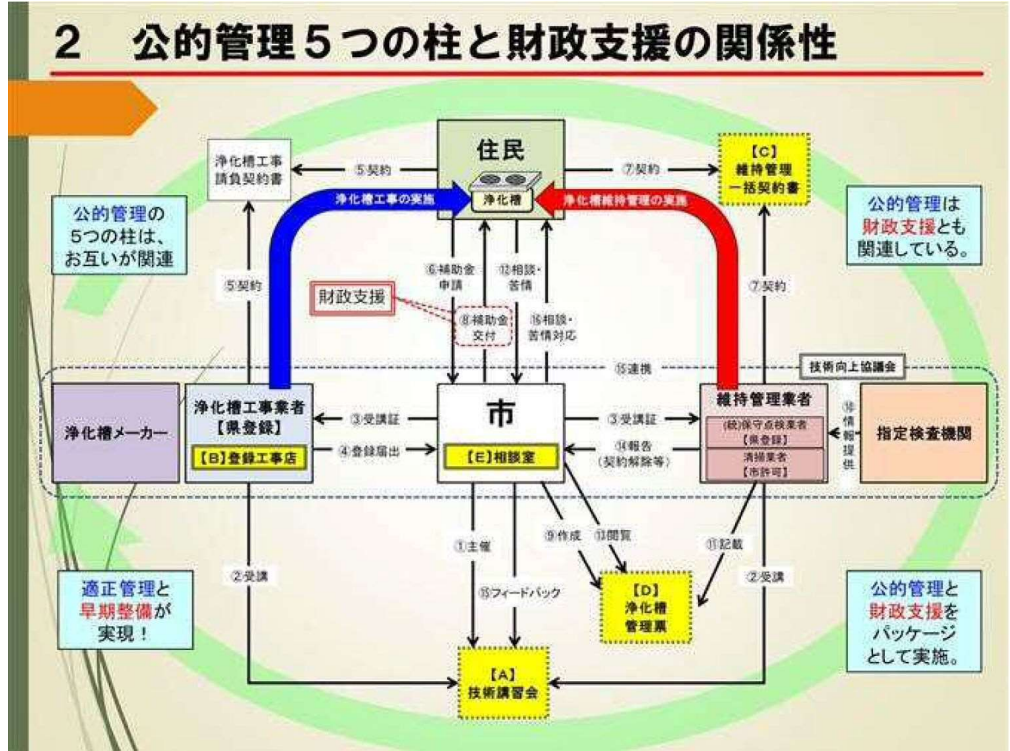 2 公的管理5つの柱と財政支援の関係性
住民
浄化槽
浄化槽工事
請負契約書
⑤契約
⑦契約
【C】
維持管理
一括契約書
浄化槽工事の実施
浄化槽維持管理の実施
公的管理の
5つの柱は、
お互いが関連
公的管理は
財政支援とも
関連している。
⑤契約
⑦契約
財政支援
⑥補助金
申請
⑧補助金
交付
⑫相談・
苦情
⑯相談・
苦情対応
⑮連携
技術向上協議会
浄化槽メーカー
浄化槽工事業者
【県登録】
【B】登録工事店
③受講証
④登録届出
市
【E】相談室
③受講証
⑭報告
(契約解除等)
維持管理業者
(統)保守点検業者
【県登録】
清掃業者
【市許可】
⑩情報提供
指定検査機関
①主催
⑨作成
⑬閲覧
⑪記載
②受講
②受講
フィードバック
【D】
浄化槽
管理票
【A】
技術講習会
適正管理と
早期整備が
実現！
公的管理と
財政支援を
パッケージ
として実施。